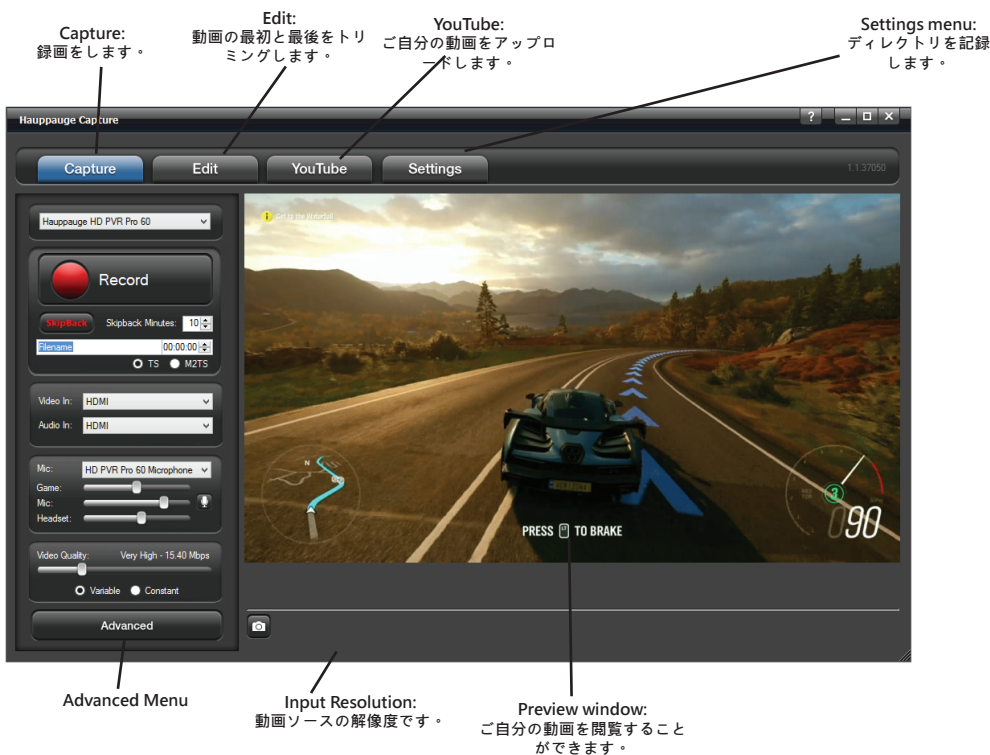 Capture:
録画をします。
Edit:
動画の最初と最後をトリ
ミングします。
YouTube:
ご自分の動画をアップロ
ードします。
Settings menu:
ディレクトリを記録
します。
Hauppauge Capture
?
Capture
Edit
YouTube
Settings
1.1.37050
Hauppauge HD PVR Pro 60
Record
SkipBack
Skipback Minutes: 10
Filename 00:00:00
TS M2TS
Video In: HDMI
Audio In: HDMI
Mic: HD PVR Pro 60 Microphone
Game:
Mic:
Headset:
Video Quality: Very High - 15.40 Mbps
Variable Constant
Advanced
Get to the Waterfall
N
PRESS LT TO BRAKE
3
090
Advanced Menu
Input Resolution:
動画ソースの解像度です。
Preview window:
ご自分の動画を閲覧すること
ができます。